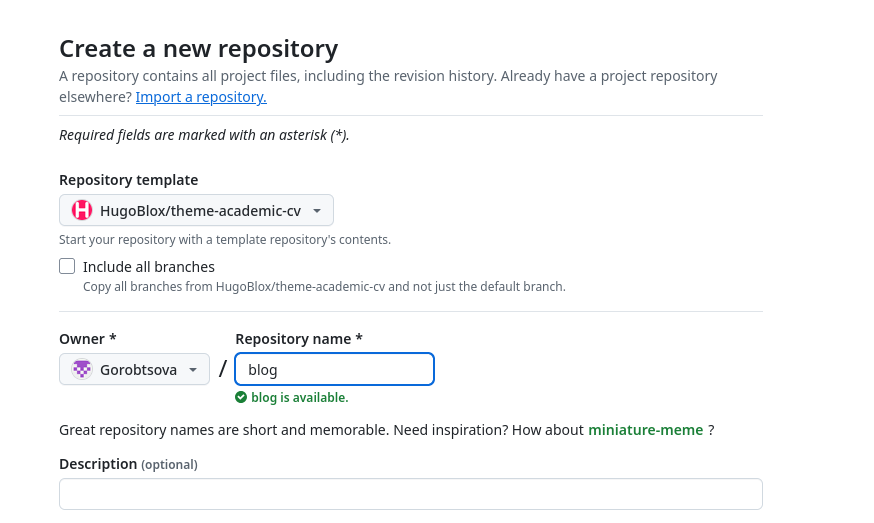 Create a new repository
A repository contains all project files, including the revision history. Already have a project repository
elsewhere? Import a repository.
Required fields are marked with an asterisk (*).
Repository template
HugoBlox/theme-academic-cv
Start your repository with a template repository's contents.
Include all branches
Copy all branches from HugoBlox/theme-academic-cv and not just the default branch.
Owner * Repository name *
Gorobtsova / blog
blog is available.
Great repository names are short and memorable. Need inspiration? How about miniature-meme ?
Description (optional)